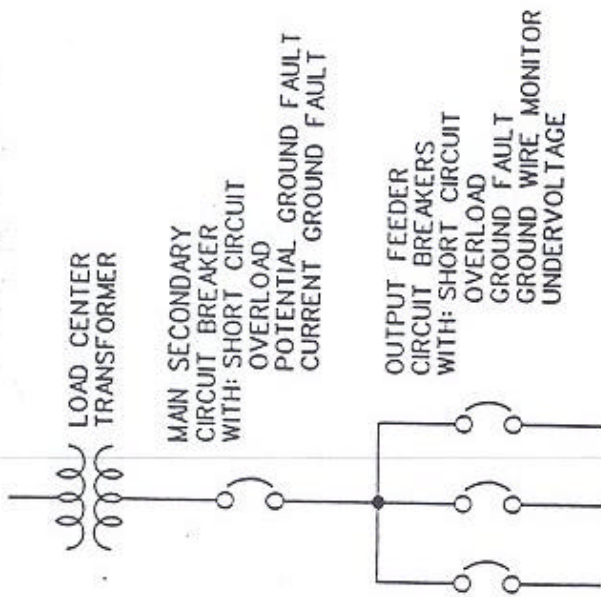 LOAD CENTER
TRANSFORMER
MAIN SECONDARY
CIRCUIT BREAKER
WITH: SHORT CIRCUIT
OVERLOAD
POTENTIAL GROUND FAULT
CURRENT GROUND FAULT
OUTPUT FEEDER
CIRCUIT BREAKERS
WITH: SHORT CIRCUIT
OVERLOAD
GROUND FAULT
GROUND WIRE MONITOR
UNDERVOLTAGE